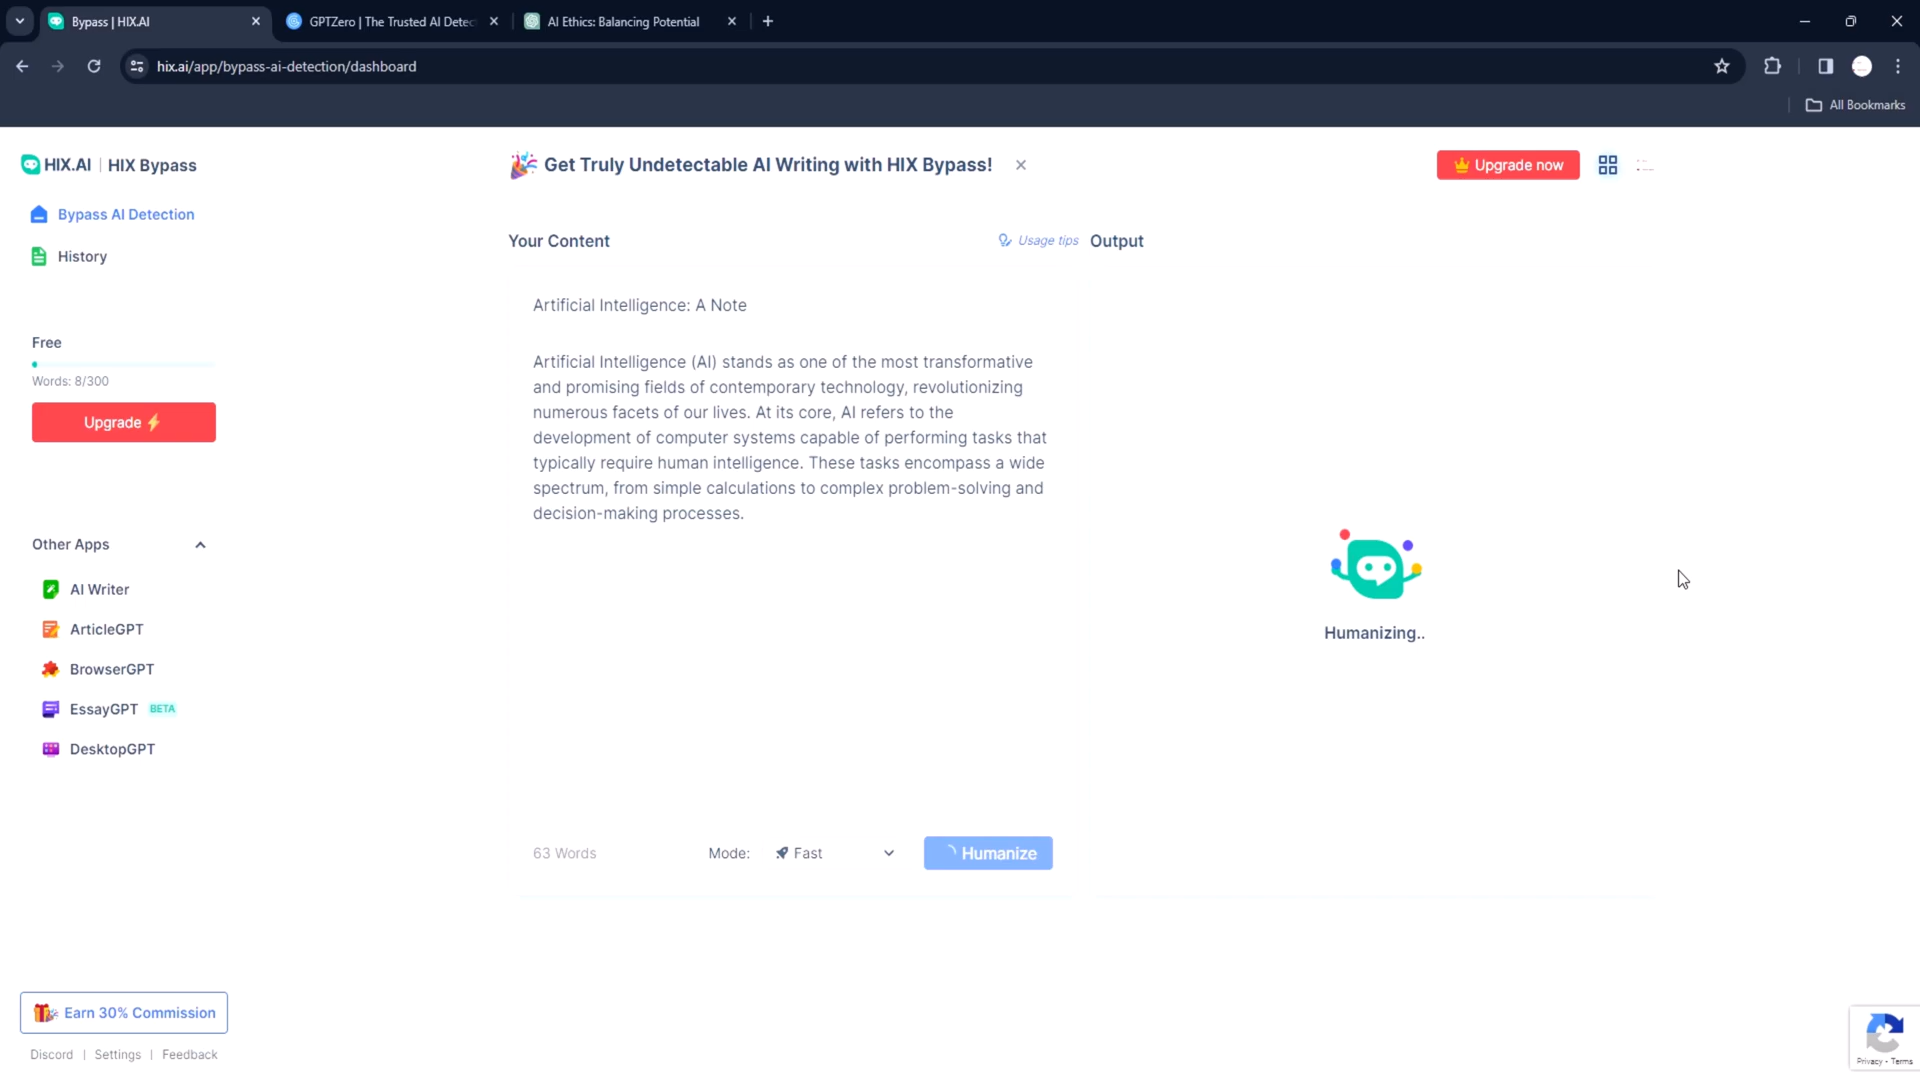 Bypass | HIX.AI
GPTZero | The Trusted AI Detec
AI Ethics: Balancing Potential
hix.ai/app/bypass-ai-detection/dashboard
All Bookmarks
HIX.AI | HIX Bypass
Get Truly Undetectable AI Writing with HIX Bypass!
Upgrade now
Bypass AI Detection
History
Your Content
Usage tips
Output
Artificial Intelligence: A Note
Artificial Intelligence (AI) stands as one of the most transformative
and promising fields of contemporary technology, revolutionizing
numerous facets of our lives. At its core, AI refers to the
development of computer systems capable of performing tasks that
typically require human intelligence. These tasks encompass a wide
spectrum, from simple calculations to complex problem-solving and
decision-making processes.
Free
Words: 8/300
Upgrade
Other Apps
AI Writer
ArticleGPT
BrowserGPT
EssayGPT BETA
DesktopGPT
Humanizing..
63 Words
Mode:
Fast
Humanize
Earn 30% Commission
Discord | Settings | Feedback
Privacy - Terms